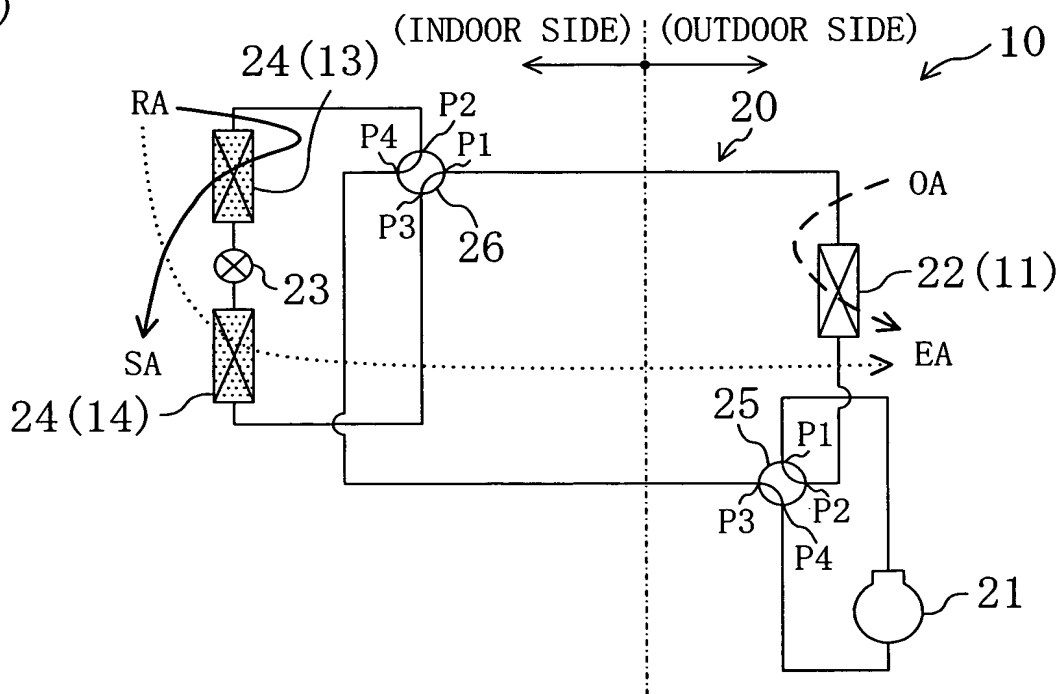 )
(INDOOR SIDE) (OUTDOOR SIDE)
10
24(13)
RA
P2
20
P4
P1
P3
26
OA
23
22(11)
SA
EA
24(14)
25
P1
P3
P2
P4
21